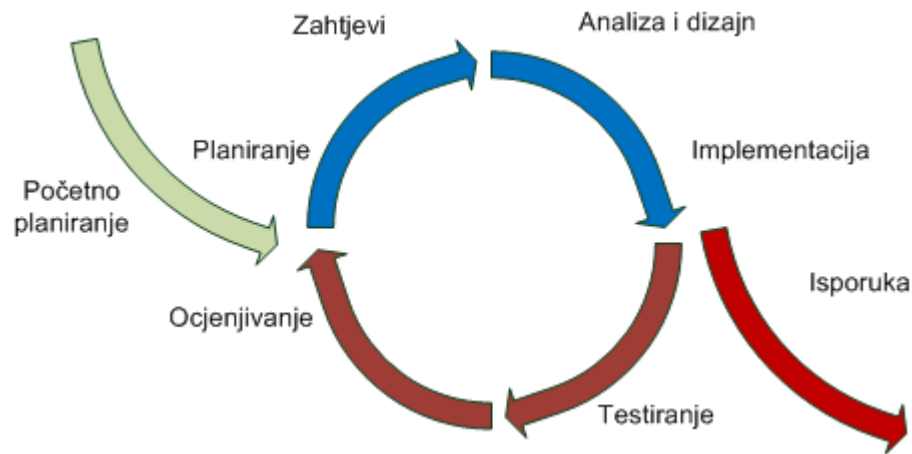 Zahtjevi
Analiza i dizajn
Planiranje
Implementacija
Početno
planiranje
Isporuka
Ocjenjivanje
Testiranje